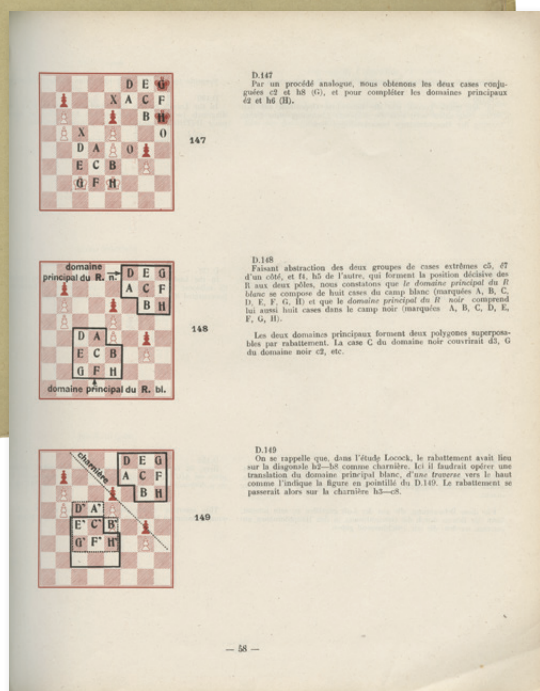 D E G
X A C F
B H
X O
D A O
E C B
G F H
147
D.147
Par un procédé analogue, nous obtenons les deux cases conju-
guées c2 et h8 (G), et pour compléter les domaines principaux
é2 et h6 (H).
domaine
principal du R. n.
D E G
A C F
B H
D A
E C B
G F H
domaine principal du R. bl.
148
D.148
Faisant abstraction des deux groupes de cases extrêmes c5, é7
d'un côté, et f4, h5 de l'autre, qui forment la position décisive des
R aux deux pôles, nous constatons que le domaine principal du R
blanc se compose de huit cases du camp blanc (marquées A, B, C,
D, E, F, G, H) et que le domaine principal du R noir comprend
lui aussi huit cases dans le camp noir (marquées A, B, C, D, E,
F, G, H).
Les deux domaines principaux forment deux polygones superposa-
bles par rabattement. La case C du domaine noir couvrirait d3, G
du domaine noir c2, etc.
charnière
D E G
A C F
B H
D' A'
E' C' B'
G' F' H'
149
D.149
On se rappelle que, dans l'étude Locock, le rabattement avait lieu
sur la diagonale b2—h8 comme charnière. Ici il faudrait opérer une
translation du domaine principal blanc, d'une traverse vers le haut
comme l'indique la figure en pointillé du D.149. Le rabattement se
passerait alors sur la charnière h3—c8.
— 58 —